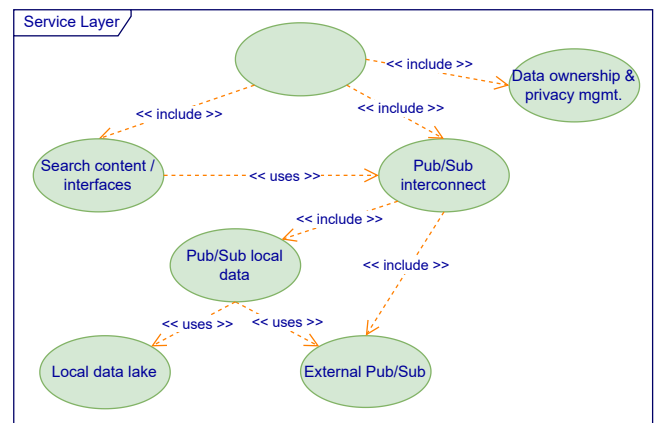 Service Layer
<< include >>
Data ownership &
privacy mgmt.
<< include >>
<< include >>
Search content /
interfaces
<< uses >>
Pub/Sub
interconnect
<< include >>
Pub/Sub local
data
<< include >>
<< uses >>
<< uses >>
Local data lake
External Pub/Sub